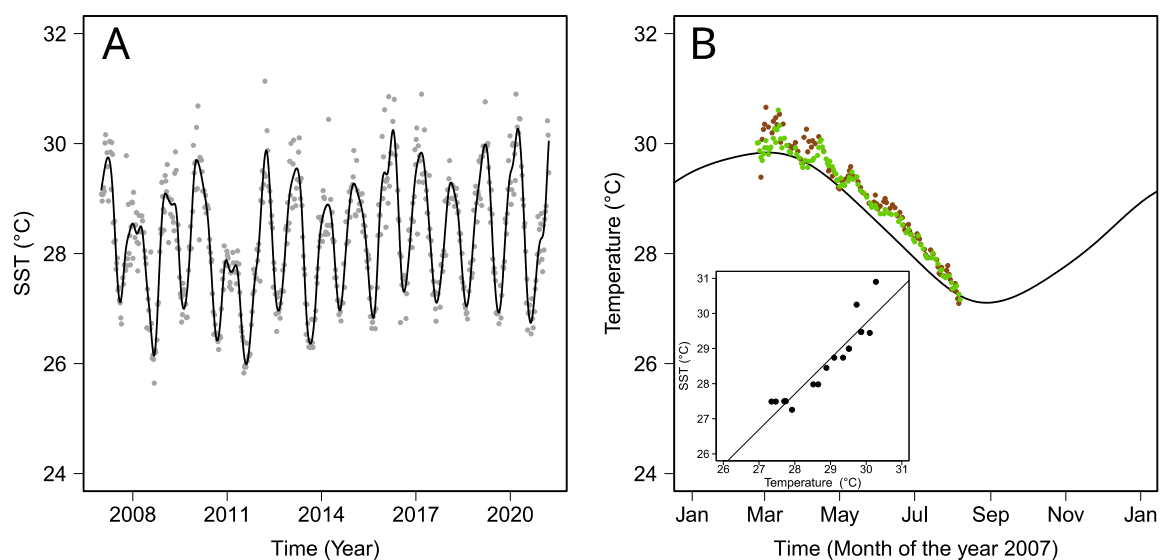 A
SST (°C)
32
30
28
26
24
2008 2011 2014 2017 2020
Time (Year)
B
Temperature (°C)
32
30
28
26
24
SST (°C)
31
30
29
28
27
26
26 27 28 29 30 31
Temperature (°C)
Jan Mar May Jul Sep Nov Jan
Time (Month of the year 2007)